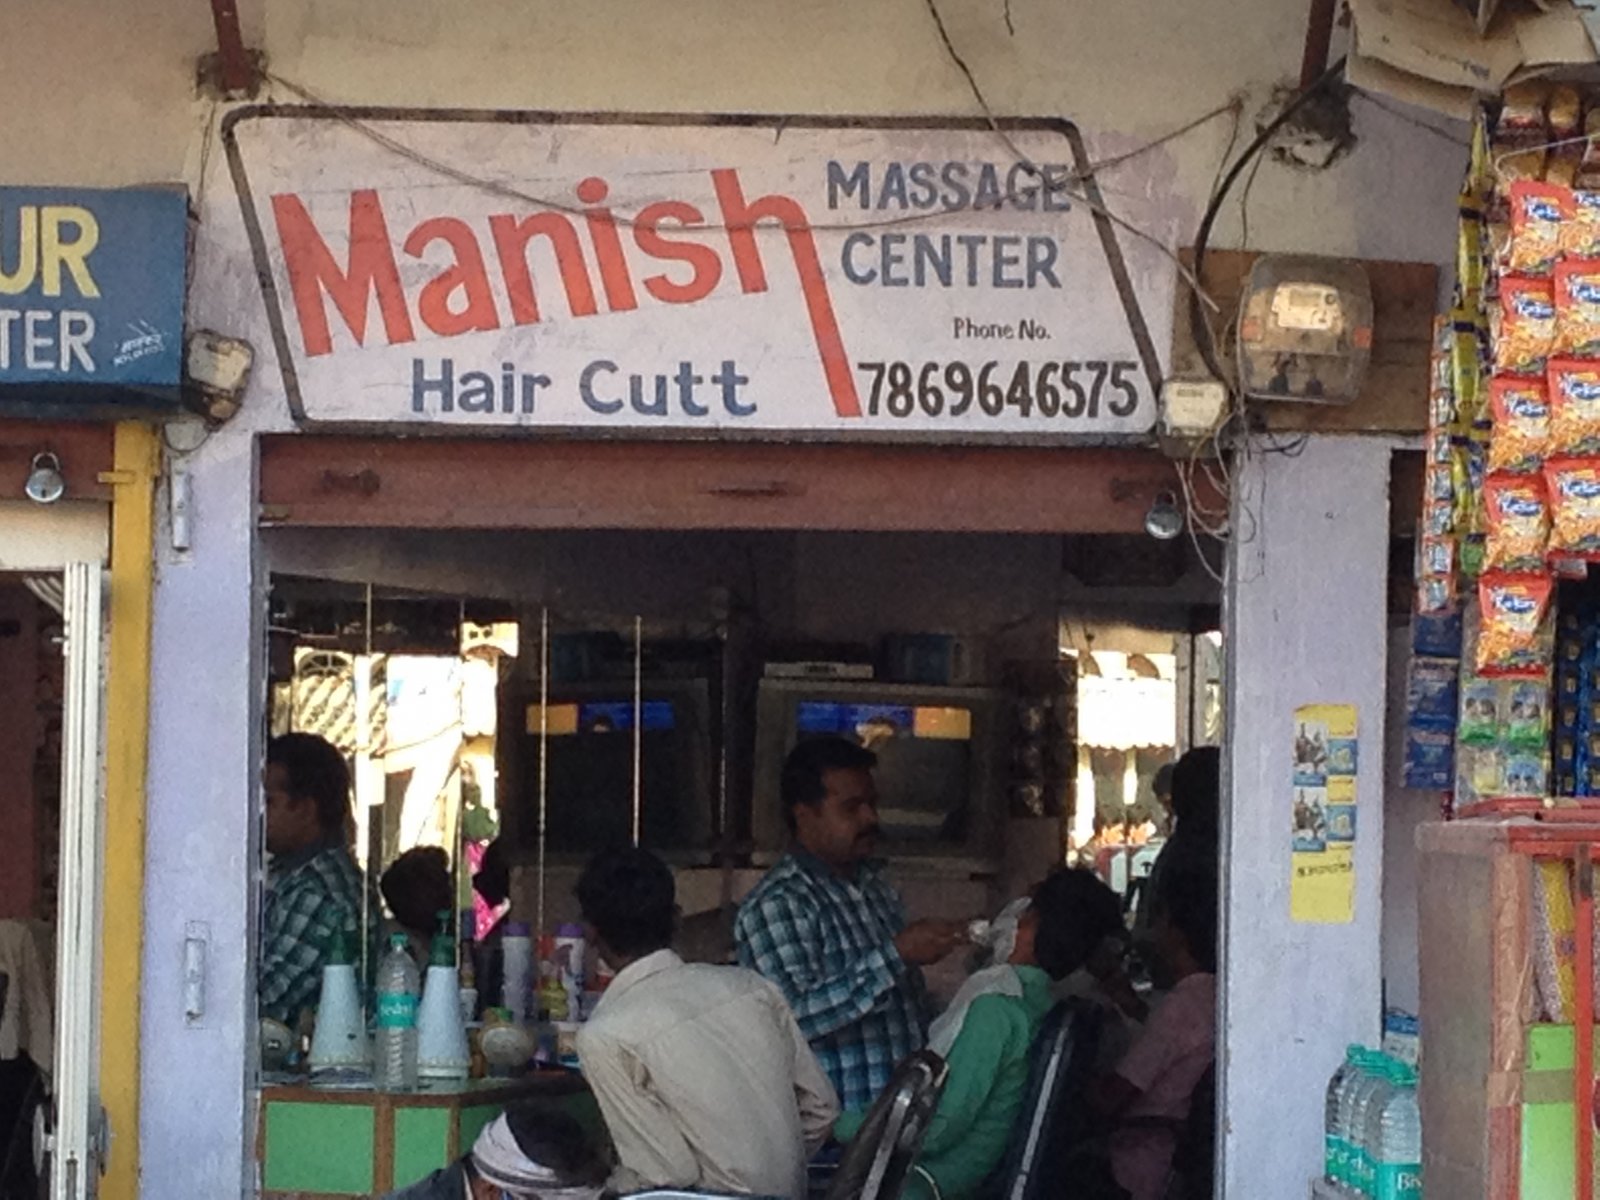 UR
TER
Manish
MASSAGE
CENTER
Hair Cutt
Phone No.
7869646575